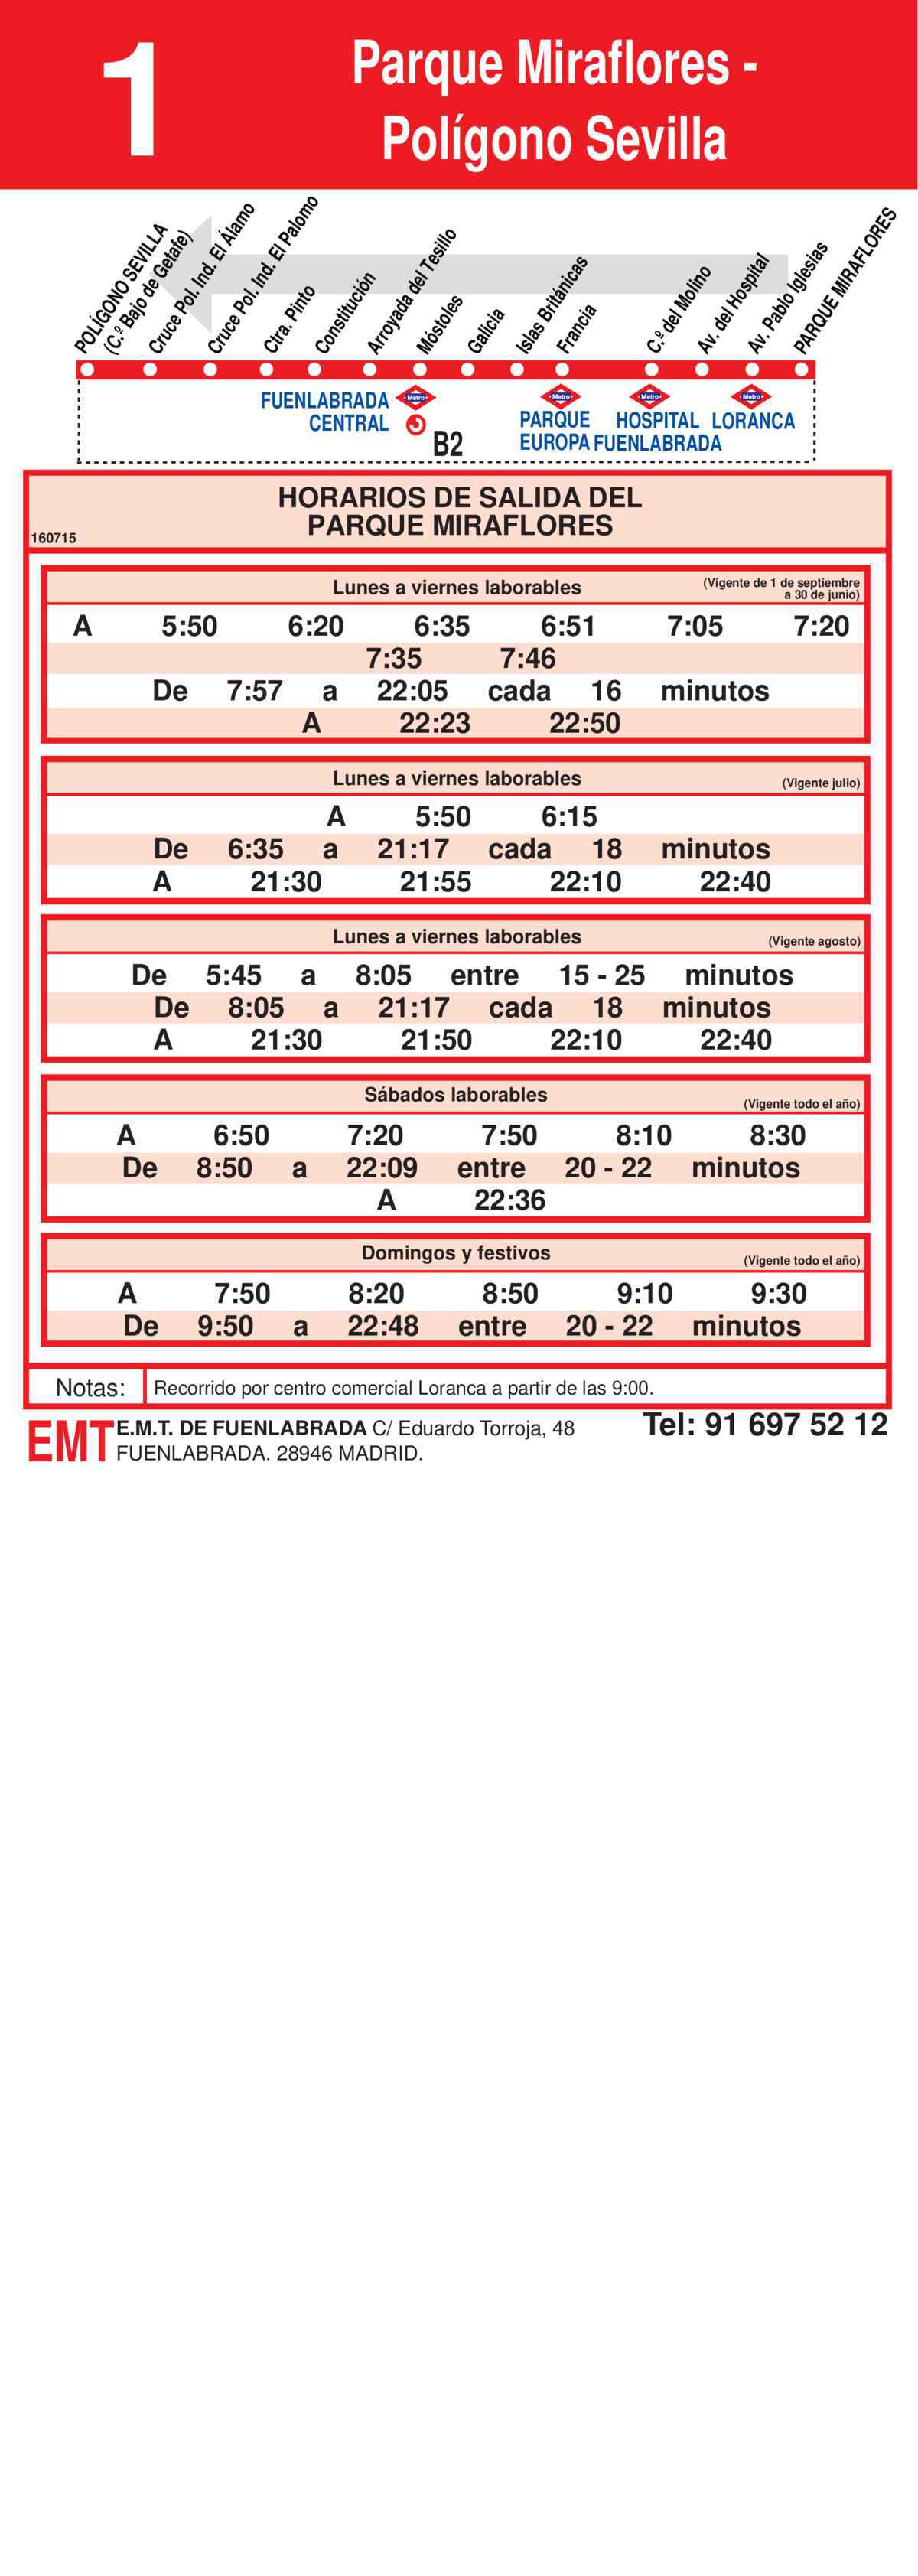 1
Parque Miraflores -
Polígono Sevilla
POLÍGONO SEVILLA
(C.º Bajo de Getafe)
Cruce Pol. Ind. El Álamo
Cruce Pol. Ind. El Palomo
Ctra. Pinto
Constitución
Arroyada del Tesillo
Móstoles
Galicia
Islas Británicas
Francia
C.º del Molino
Av. del Hospital
Av. Pablo Iglesias
PARQUE MIRAFLORES
FUENLABRADA
CENTRAL
Metro
B2
Metro
PARQUE
EUROPA
Metro
HOSPITAL
FUENLABRADA
Metro
LORANCA
HORARIOS DE SALIDA DEL
PARQUE MIRAFLORES
160715
Lunes a viernes laborables (Vigente de 1 de septiembre
a 30 de junio)
A 5:50 6:20 6:35 6:51 7:05 7:20
7:35 7:46
De 7:57 a 22:05 cada 16 minutos
A 22:23 22:50
Lunes a viernes laborables (Vigente julio)
A 5:50 6:15
De 6:35 a 21:17 cada 18 minutos
A 21:30 21:55 22:10 22:40
Lunes a viernes laborables (Vigente agosto)
De 5:45 a 8:05 entre 15 - 25 minutos
De 8:05 a 21:17 cada 18 minutos
A 21:30 21:50 22:10 22:40
Sábados laborables (Vigente todo el año)
A 6:50 7:20 7:50 8:10 8:30
De 8:50 a 22:09 entre 20 - 22 minutos
A 22:36
Domingos y festivos (Vigente todo el año)
A 7:50 8:20 8:50 9:10 9:30
De 9:50 a 22:48 entre 20 - 22 minutos
Notas: Recorrido por centro comercial Loranca a partir de las 9:00.
EMT E.M.T. DE FUENLABRADA C/ Eduardo Torroja, 48 Tel: 91 697 52 12
FUENLABRADA. 28946 MADRID.